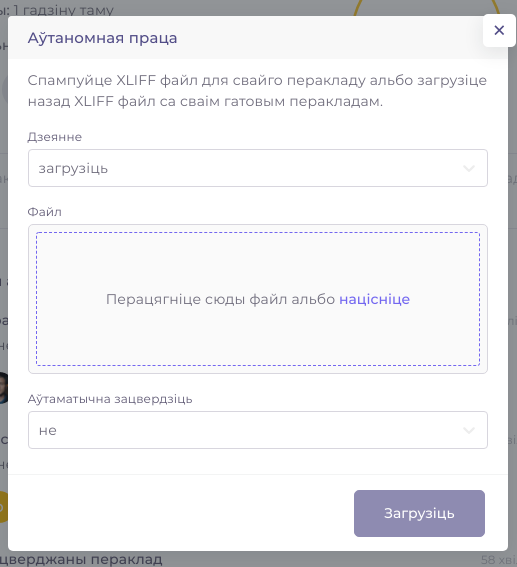 1 гадзіну таму
Аўтаномная праца
Спампуйце XLIFF файл для свайго перакладу альбо загрузіце
назад XLIFF файл са сваім гатовым перакладам.
Дзеянне
загрузіць
Файл
Перацягніце сюды файл альбо націсніце
Аўтаматычна зацвердзіць
не
Загрузіць
пераклад
58 хві